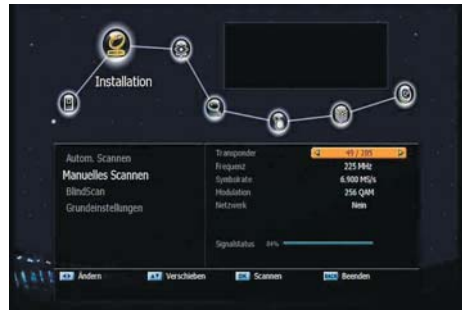 Installation
Autom. Scannen
Manuelles Scannen
BlindScan
Grundeinstellungen
Transponder 49 / 205
Frequenz 225 MHz
Symbolrate 6.900 MS/s
Modulation 256 QAM
Netzwerk Nein
Signalstatus 84%
Ändern
Verschieben
OK Scannen
BACK Beenden